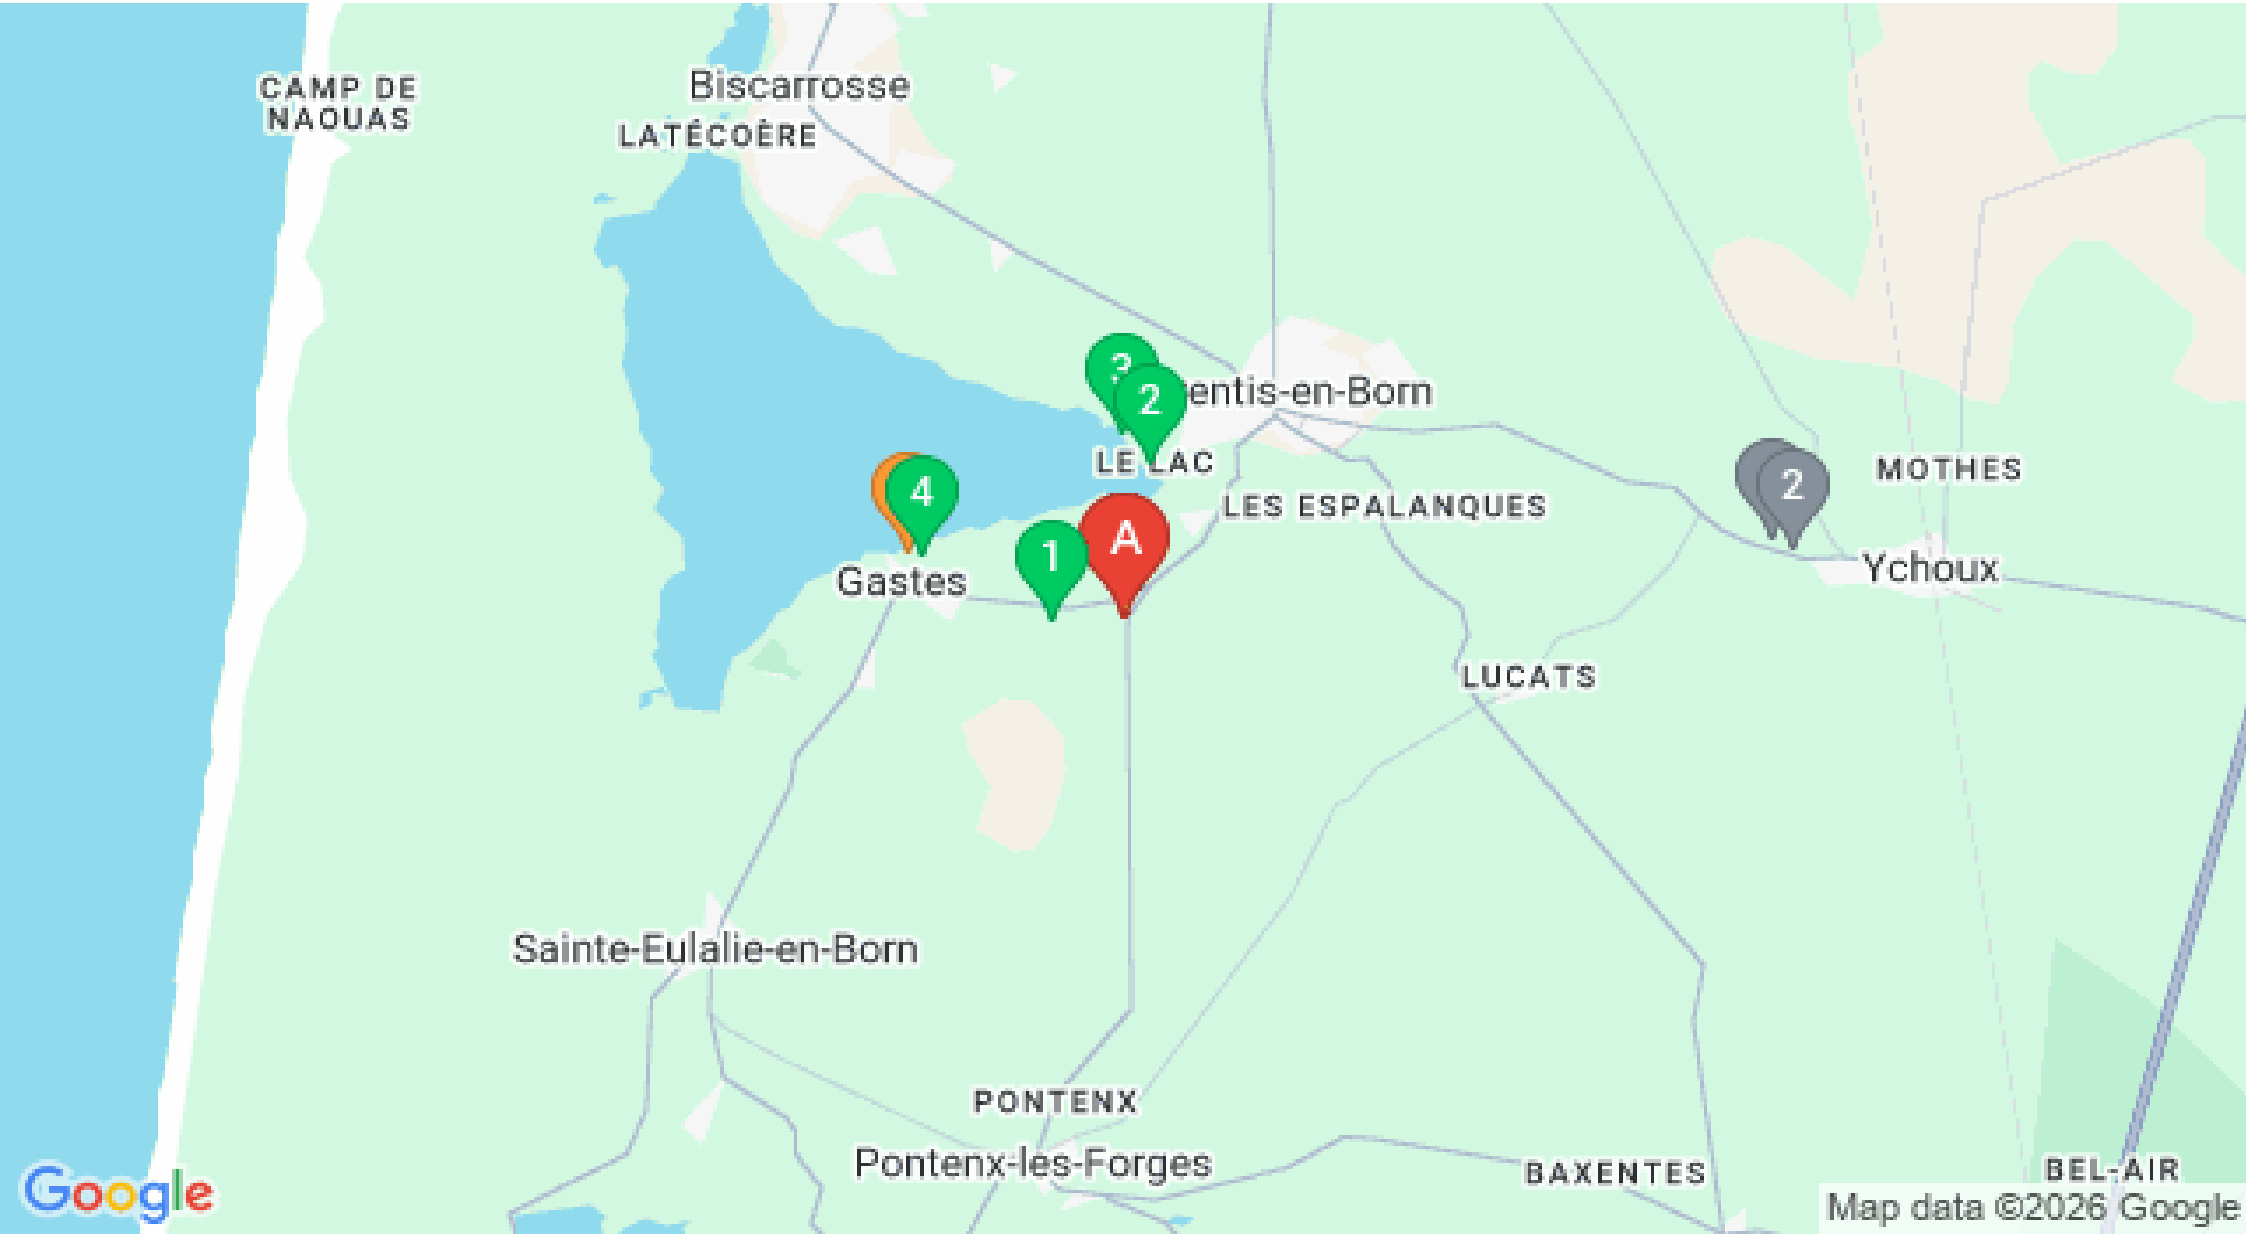 CAMP DE
NAOUAS
Biscarrosse
LATÉCOÈRE
3
2
entis-en-Born
LE LAC
MOTHES
2
4
LES ESPALANQUES
A
1
Gastes
Ychoux
LUCATS
Sainte-Eulalie-en-Born
PONTENX
Pontenx-les-Forges
BAXENTES
BEL-AIR
Google
Map data ©2026 Google